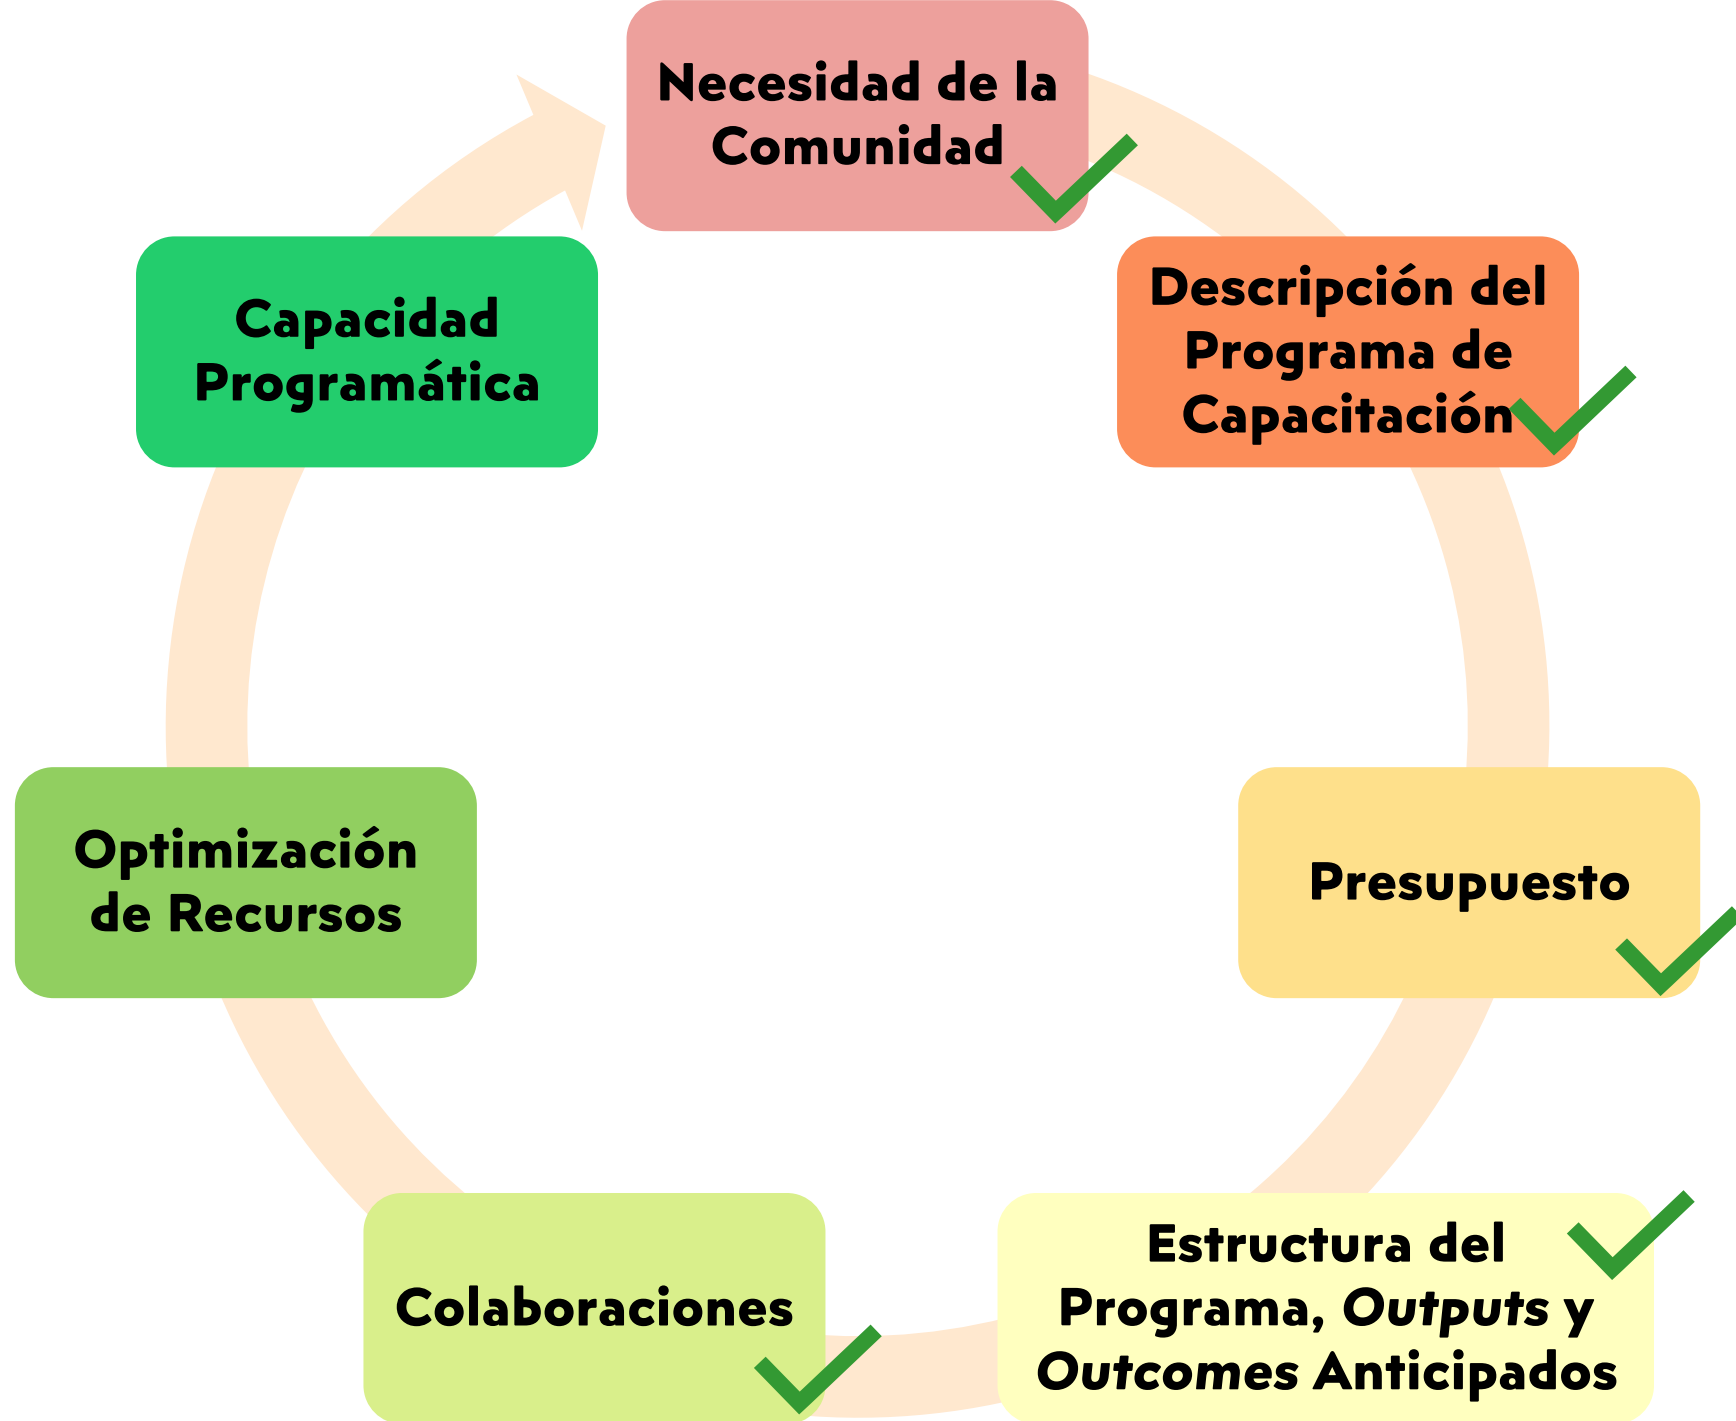 Necesidad de la
Comunidad
Descripción del
Programa de
Capacitación
Presupuesto
Estructura del
Programa, Outputs y
Outcomes Anticipados
Colaboraciones
Optimización
de Recursos
Capacidad
Programática